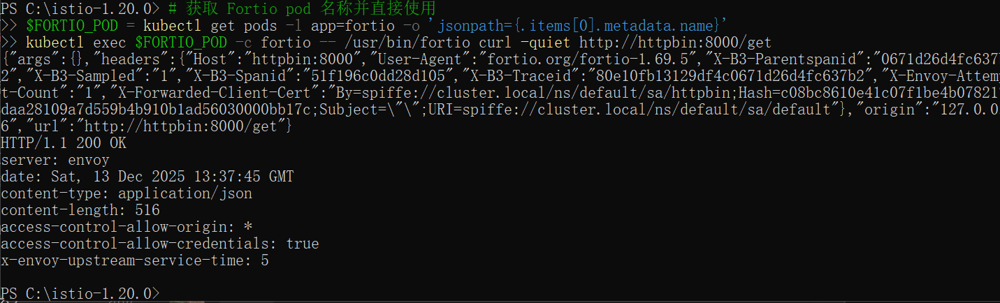 PS C:\istio-1.20.0> # 获取 Fortio pod 名称并直接使用
>> $FORTIO_POD = kubectl get pods -l app=fortio -o 'jsonpath={.items[0].metadata.name}'
>> kubectl exec $FORTIO_POD -c fortio -- /usr/bin/fortio curl -quiet http://httpbin:8000/get
{"args":{},"headers":{"Host":"httpbin:8000","User-Agent":"fortio.org/fortio-1.69.5","X-B3-Parentspanid":"0671d26d4fc637
2","X-B3-Sampled":"1","X-B3-Spanid":"51f196c0dd28d105","X-B3-Traceid":"80e10fb13129df4c0671d26d4fc637b2","X-Envoy-Attem
t-Count":"1","X-Forwarded-Client-Cert":"By=spiffe://cluster.local/ns/default/sa/httpbin;Hash=c08bc8610e41c07f1be4b07821
daa28109a7d559b4b910b1ad56030000bb17c;Subject=\"\";URI=spiffe://cluster.local/ns/default/sa/default"},"origin":"127.0.0
6","url":"http://httpbin:8000/get"}
HTTP/1.1 200 OK
server: envoy
date: Sat, 13 Dec 2025 13:37:45 GMT
content-type: application/json
content-length: 516
access-control-allow-origin: *
access-control-allow-credentials: true
x-envoy-upstream-service-time: 5
PS C:\istio-1.20.0>